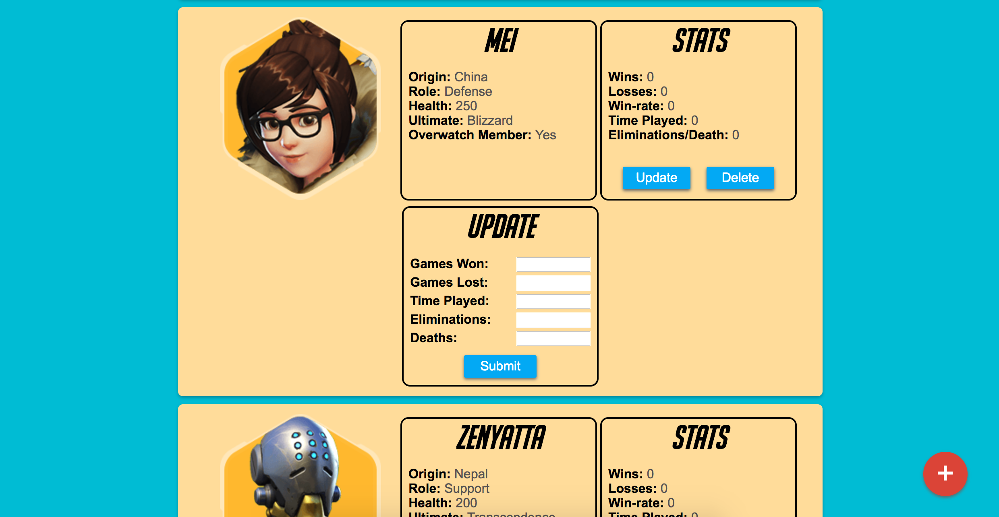 MEI
Origin: China
Role: Defense
Health: 250
Ultimate: Blizzard
Overwatch Member: Yes
STATS
Wins: 0
Losses: 0
Win-rate: 0
Time Played: 0
Eliminations/Death: 0
Update
Delete
UPDATE
Games Won:
Games Lost:
Time Played:
Eliminations:
Deaths:
Submit
ZENYATTA
Origin: Nepal
Role: Support
Health: 200
Ultimate: Transcendence
STATS
Wins: 0
Losses: 0
Win-rate: 0
Time Played: 0
+